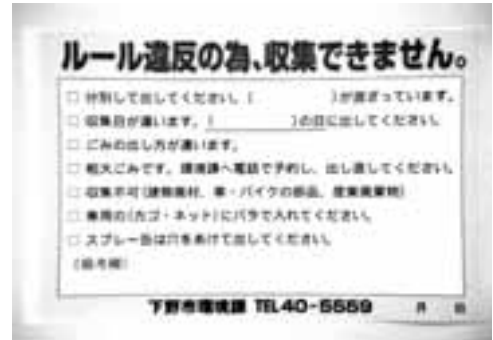 ルール違反の為、収集できません。
□ 分別して出してください。(　　　　)が混ざっています。
□ 収集日が違います。(　　　　)の日に出してください。
□ ごみの出し方が違います。
□ 粗大ごみです。環境課へ電話で予約し、出し直してください。
□ 収集不可(建物廃材、車・バイクの部品、産業廃棄物)
□ 専用の(カゴ・ネット)にバラで入れてください。
□ スプレー缶は穴をあけて出してください。
(備考欄)
下野市環境課 TEL40-5559　月　日